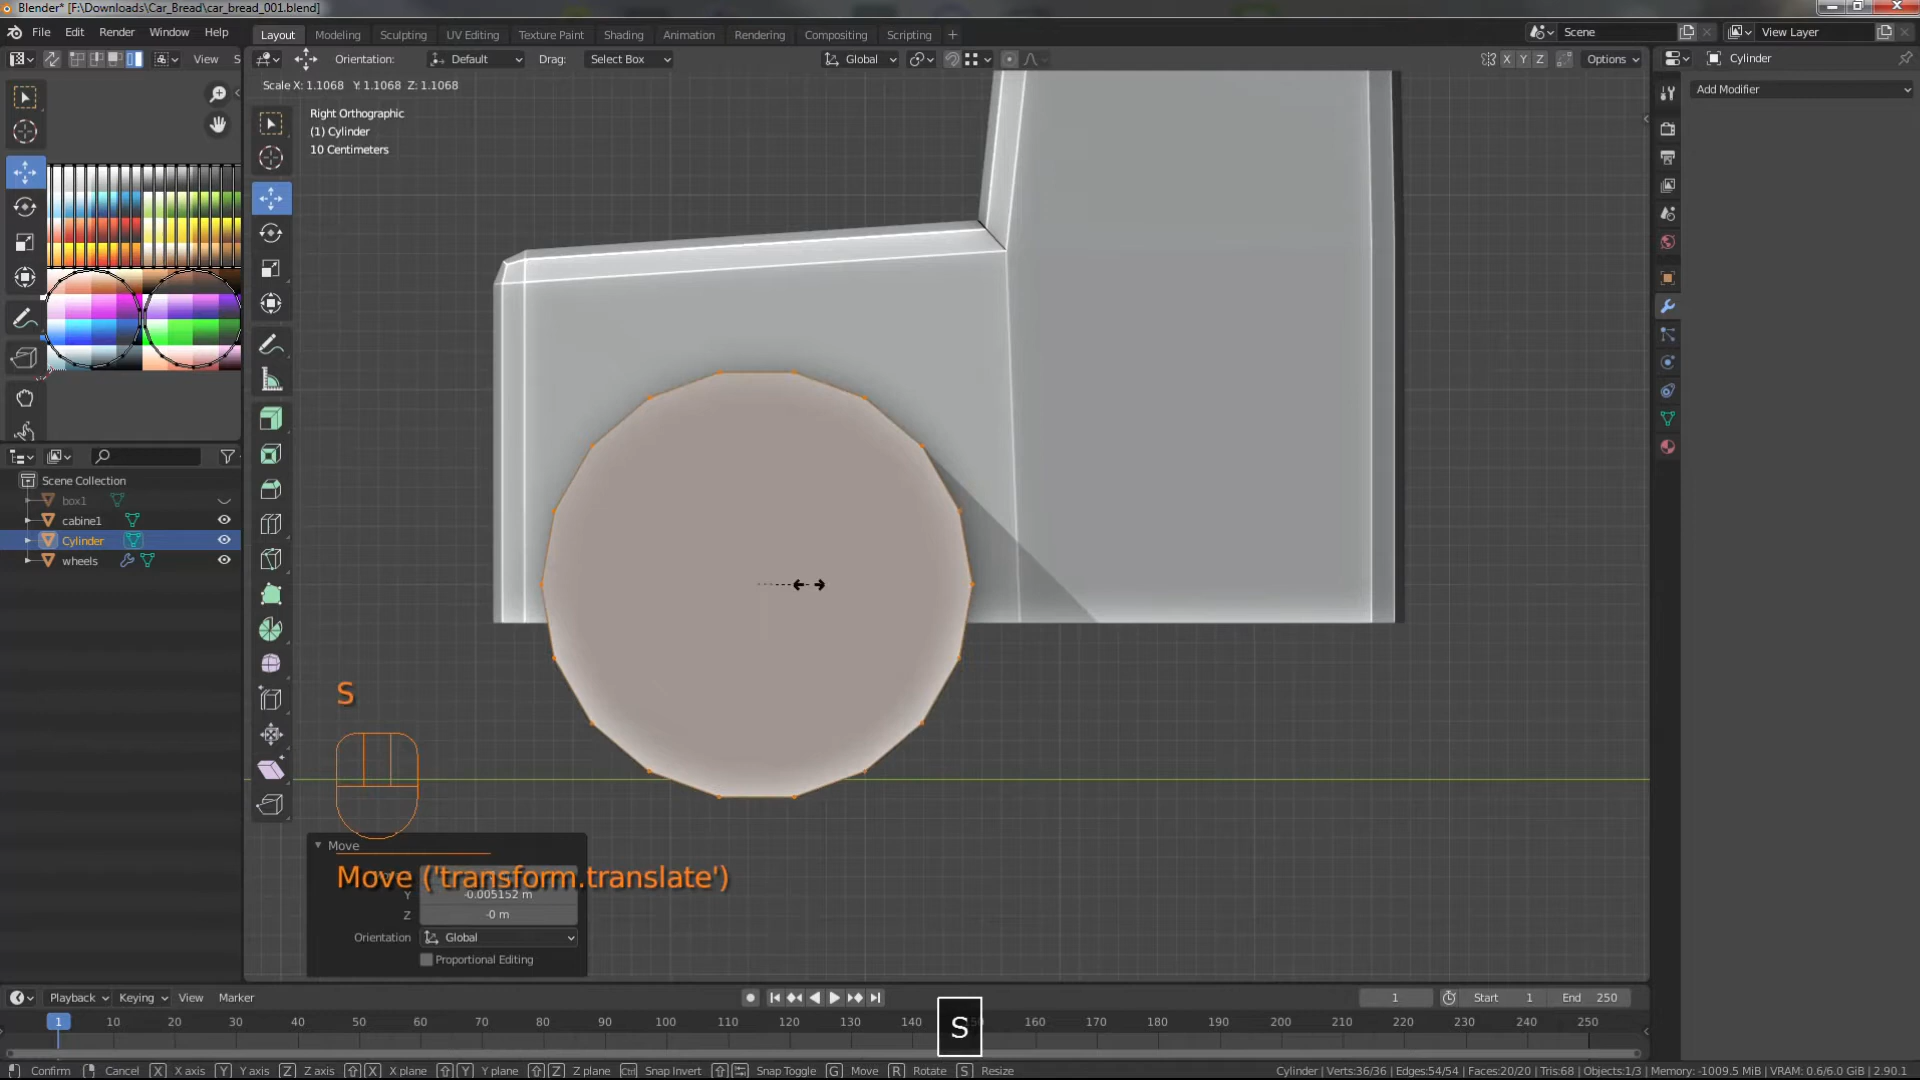 Blender* [F:\Downloads\Car_Bread\car_bread_001.blend]
File Edit Render Window Help
Layout Modeling Sculpting UV Editing Texture Paint Shading Animation Rendering Compositing Scripting +
Scene
View Layer
View S
Orientation: Default Drag: Select Box
Global
X Y Z Options
Cylinder
Add Modifier
Scale X: 1.1068 Y: 1.1068 Z: 1.1068
Right Orthographic
(1) Cylinder
10 Centimeters
Scene Collection
box1
cabine1
Cylinder
wheels
S
Move
Move ('transform.translate')
Y -0.005152 m
Z -0 m
Orientation Global
Proportional Editing
Playback Keying View Marker
1 Start 1 End 250
1 10 20 30 40 50 60 70 80 90 100 110 120 130 140 160 170 180 190 200 210 220 230 240 250
S
Confirm Cancel X X axis Y Y axis Z Z axis X X plane Y Y plane Z Z plane Ctrl Snap Invert Snap Toggle G Move R Rotate S Resize
Cylinder | Verts:36/36 | Edges:54/54 | Faces:20/20 | Tris:68 | Objects:1/3 | Memory: -1009.5 MiB | VRAM: 0.6/6.0 GiB | 2.90.1